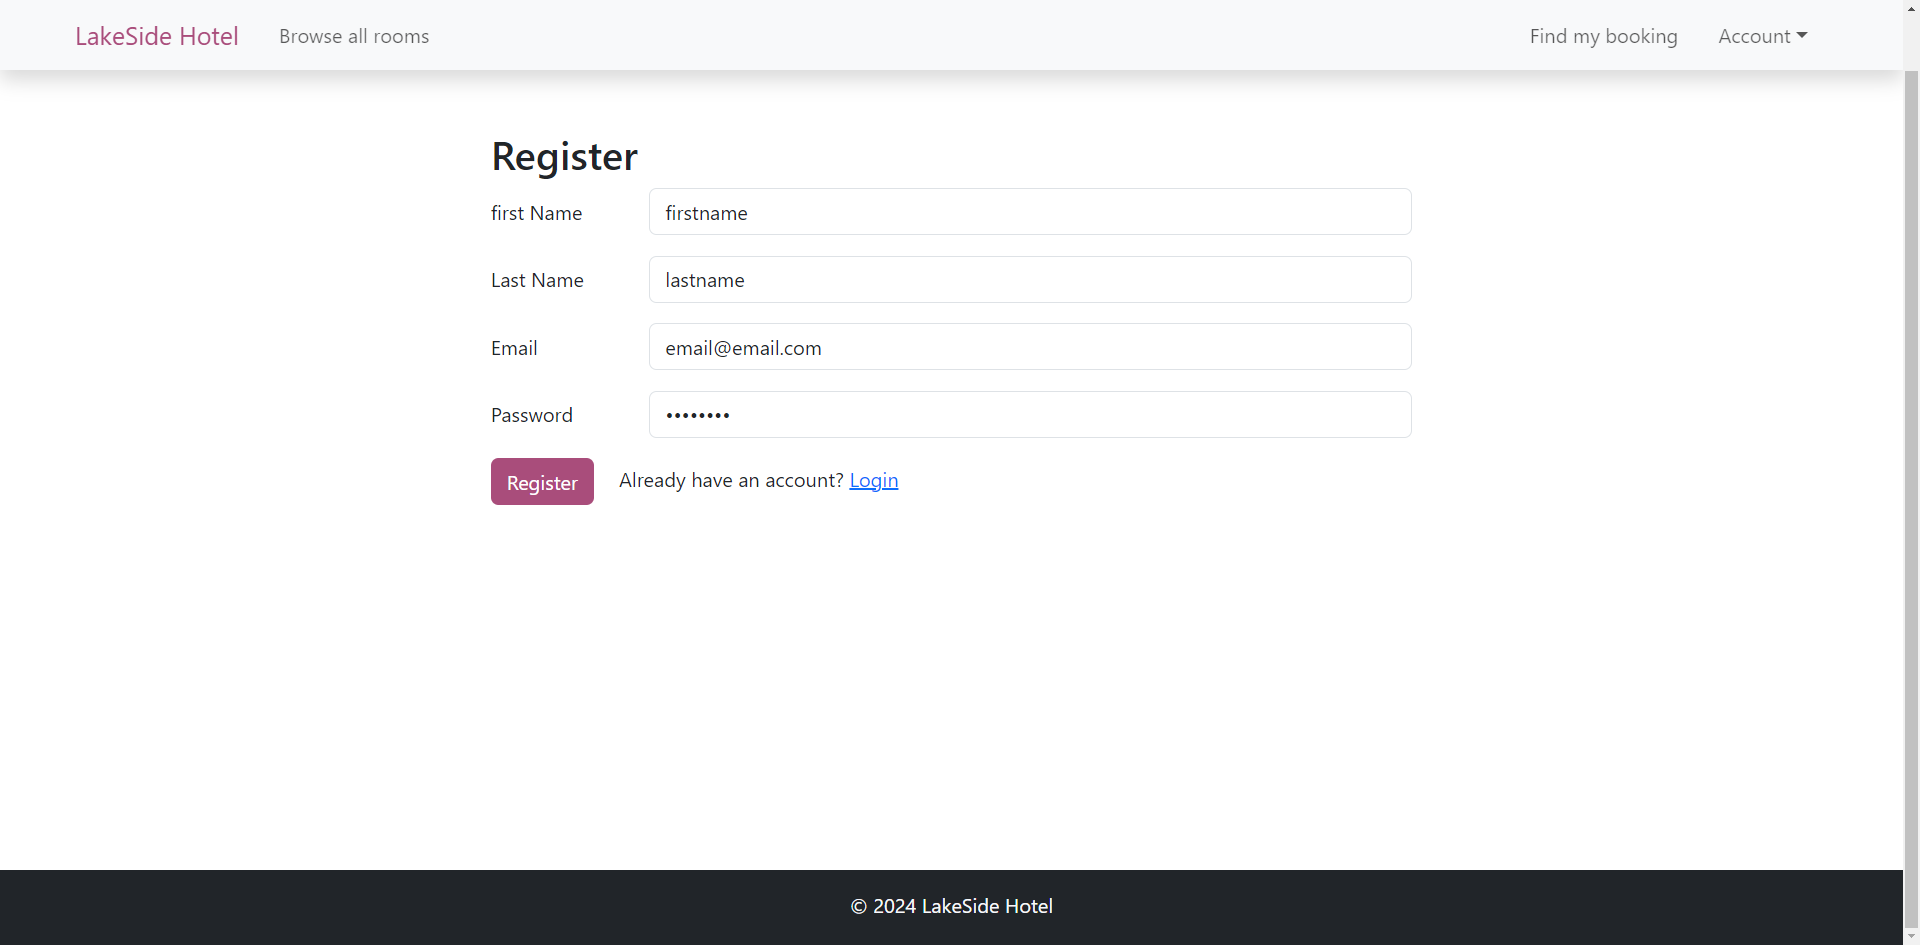 LakeSide Hotel Browse all rooms Find my booking Account
Register
first Name firstname
Last Name lastname
Email email@email.com
Password ••••••••
Register Already have an account? Login
© 2024 LakeSide Hotel